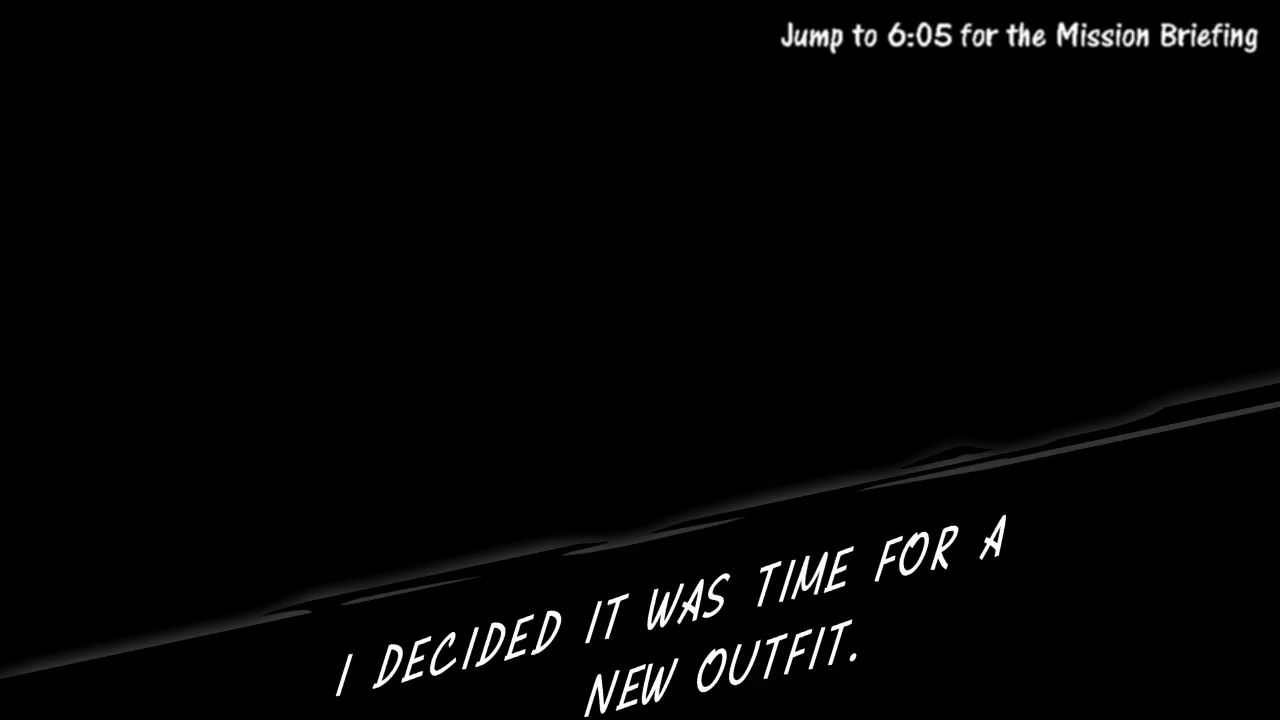 Jump to 6:05 for the Mission Briefing
I DECIDED IT WAS TIME FOR A
NEW OUTFIT.